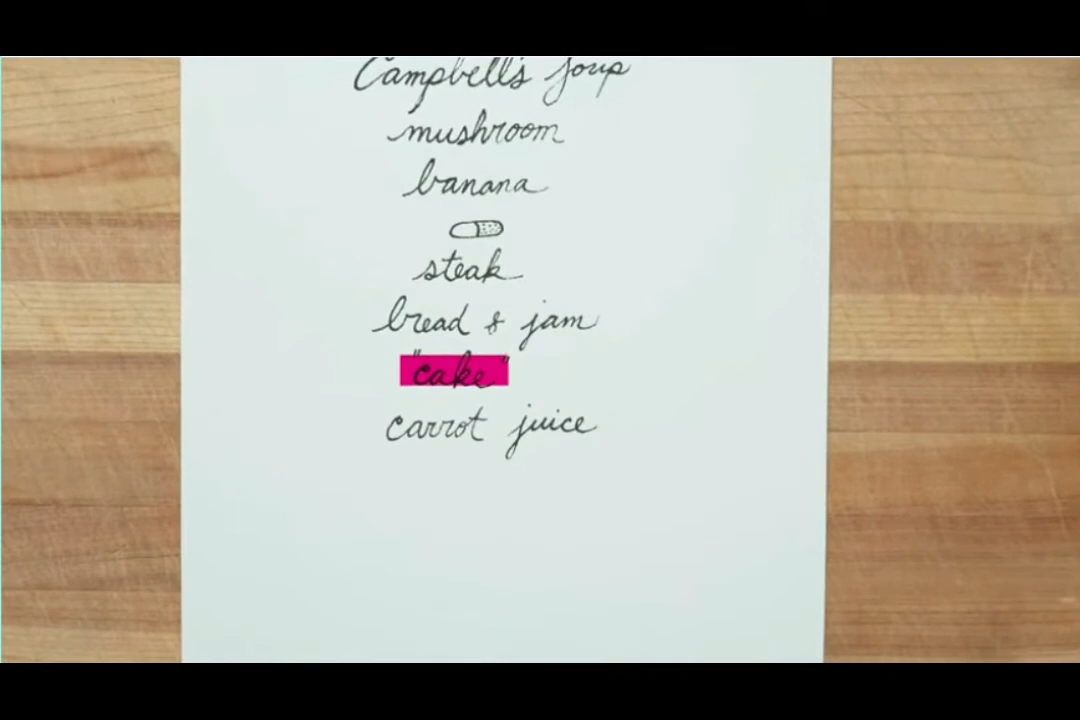 Campbell's Soup
mushroom
banana
steak
bread & jam
"cake"
carrot juice